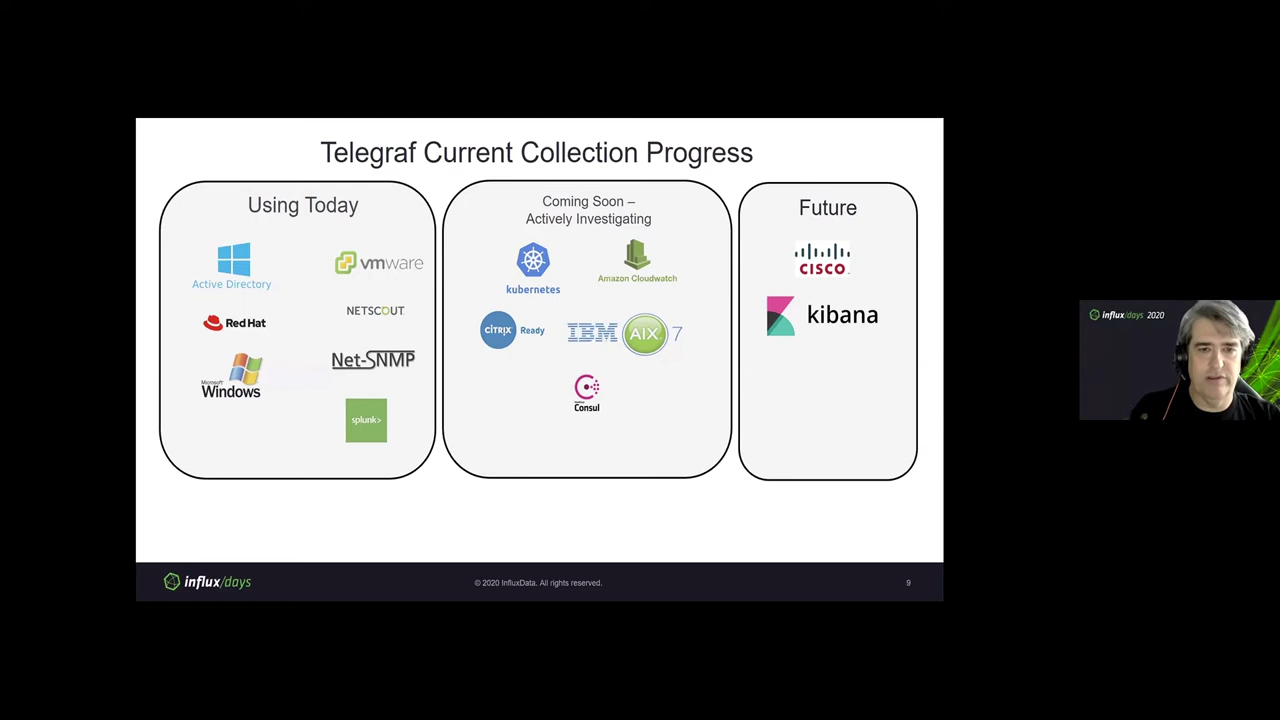 Telegraf Current Collection Progress
Using Today
Active Directory
vmware
Red Hat
NETSCOUT
Microsoft
Windows
Net-SNMP
splunk>
Coming Soon –
Actively Investigating
kubernetes
Amazon Cloudwatch
CITRIX Ready
IBM AIX 7
Consul
Future
CISCO
kibana
influx/days 2020
influx/days
© 2020 InfluxData. All rights reserved.
9